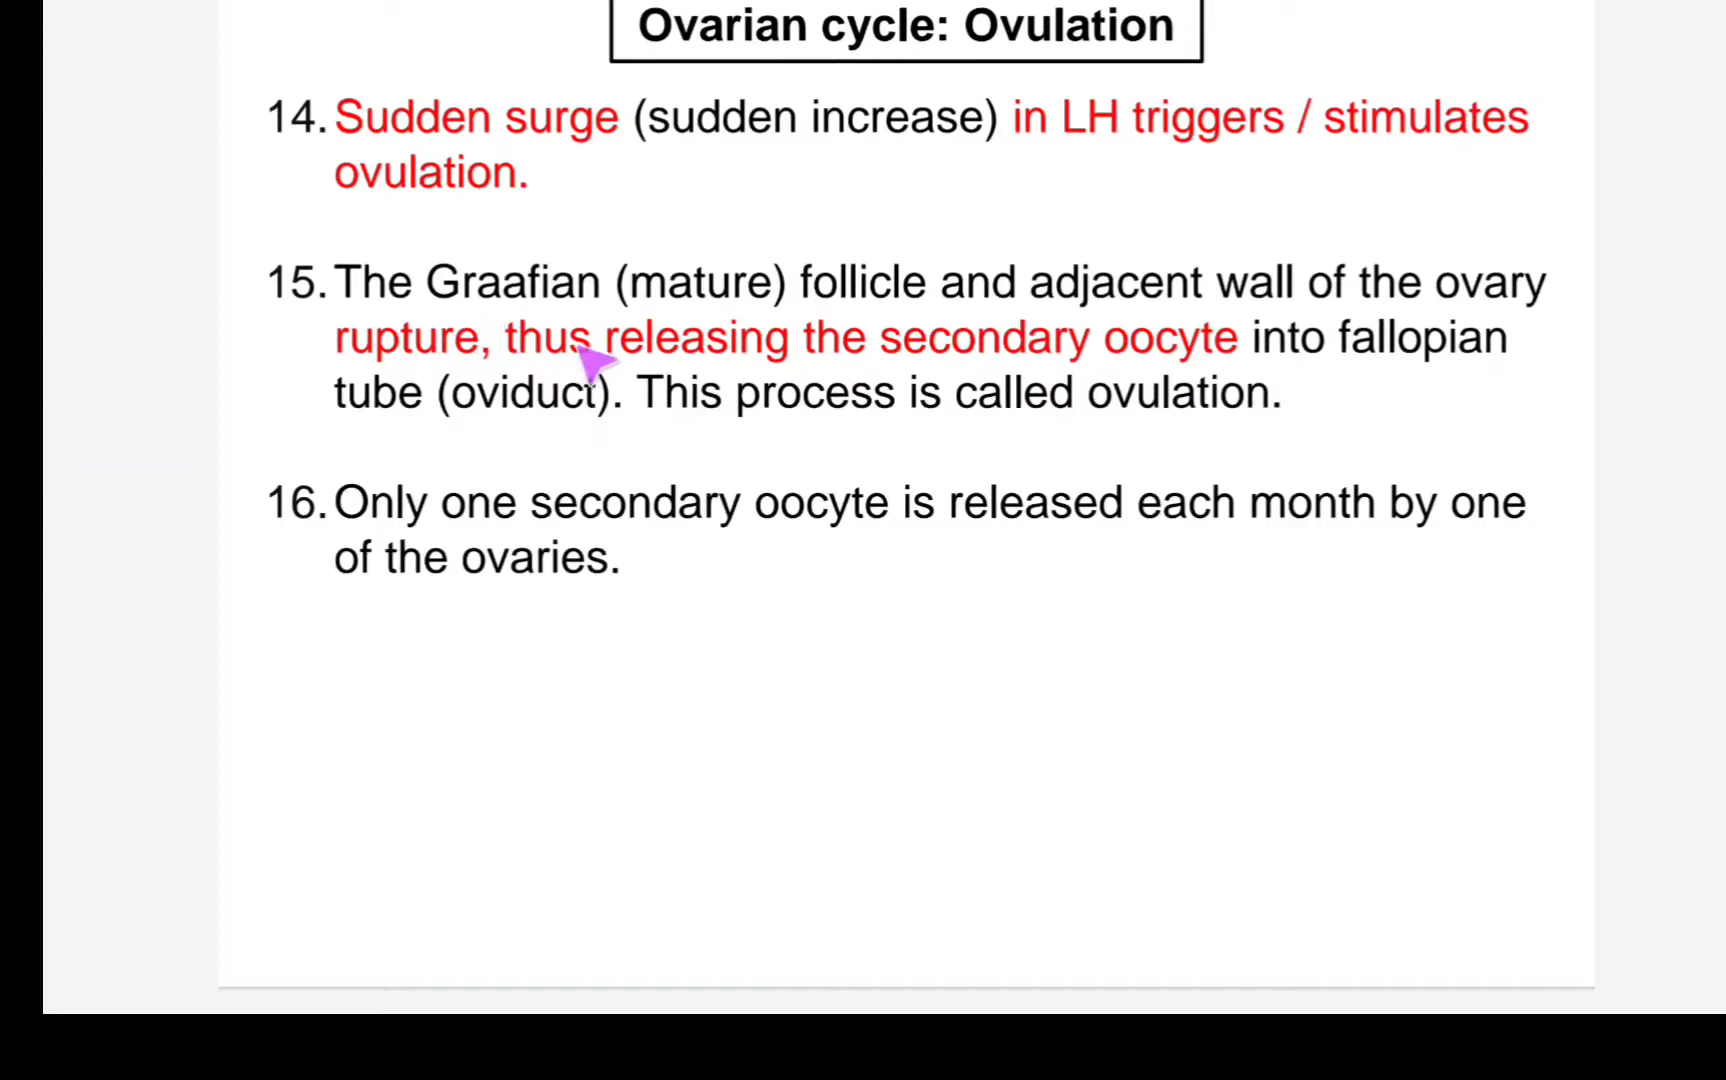 Ovarian cycle: Ovulation
14. Sudden surge (sudden increase) in LH triggers / stimulates
ovulation.
15. The Graafian (mature) follicle and adjacent wall of the ovary
rupture, thus releasing the secondary oocyte into fallopian
tube (oviduct). This process is called ovulation.
16. Only one secondary oocyte is released each month by one
of the ovaries.